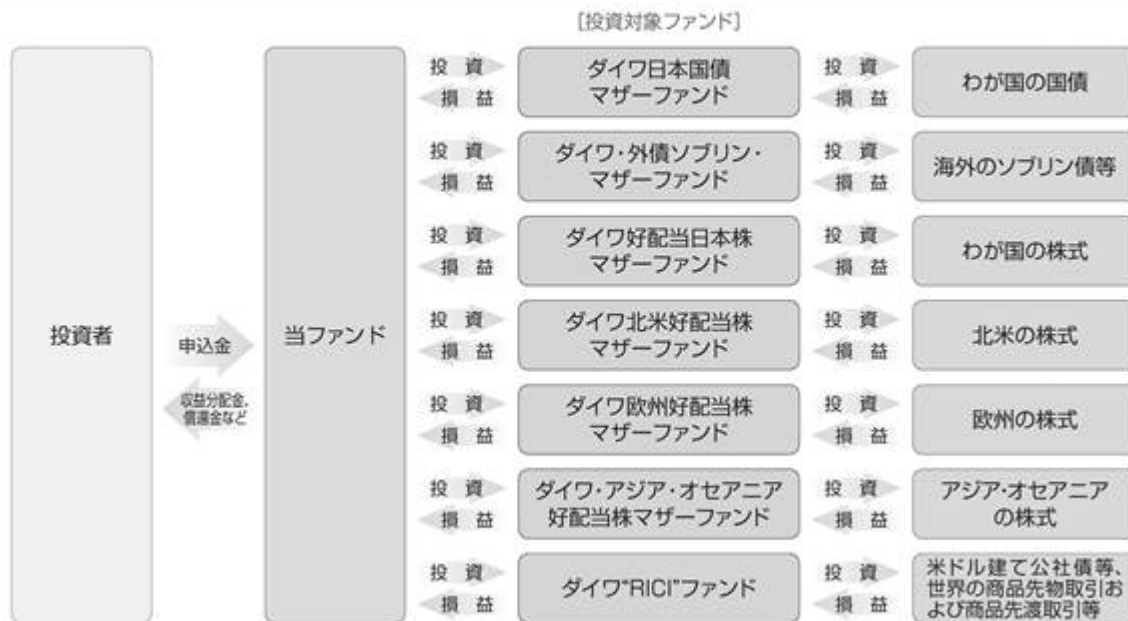 [投資対象ファンド]
投資者
申込金
収益分配金、
償還金など
当ファンド
投 資
損 益
ダイワ日本国債
マザーファンド
投 資
損 益
わが国の国債
投 資
損 益
ダイワ・外債ソブリン・
マザーファンド
投 資
損 益
海外のソブリン債等
投 資
損 益
ダイワ好配当日本株
マザーファンド
投 資
損 益
わが国の株式
投 資
損 益
ダイワ北米好配当株
マザーファンド
投 資
損 益
北米の株式
投 資
損 益
ダイワ欧州好配当株
マザーファンド
投 資
損 益
欧州の株式
投 資
損 益
ダイワ・アジア・オセアニア
好配当株マザーファンド
投 資
損 益
アジア・オセアニア
の株式
投 資
損 益
ダイワ“RICI”ファンド
投 資
損 益
米ドル建て公社債等、
世界の商品先物取引お
よび商品先渡取引等